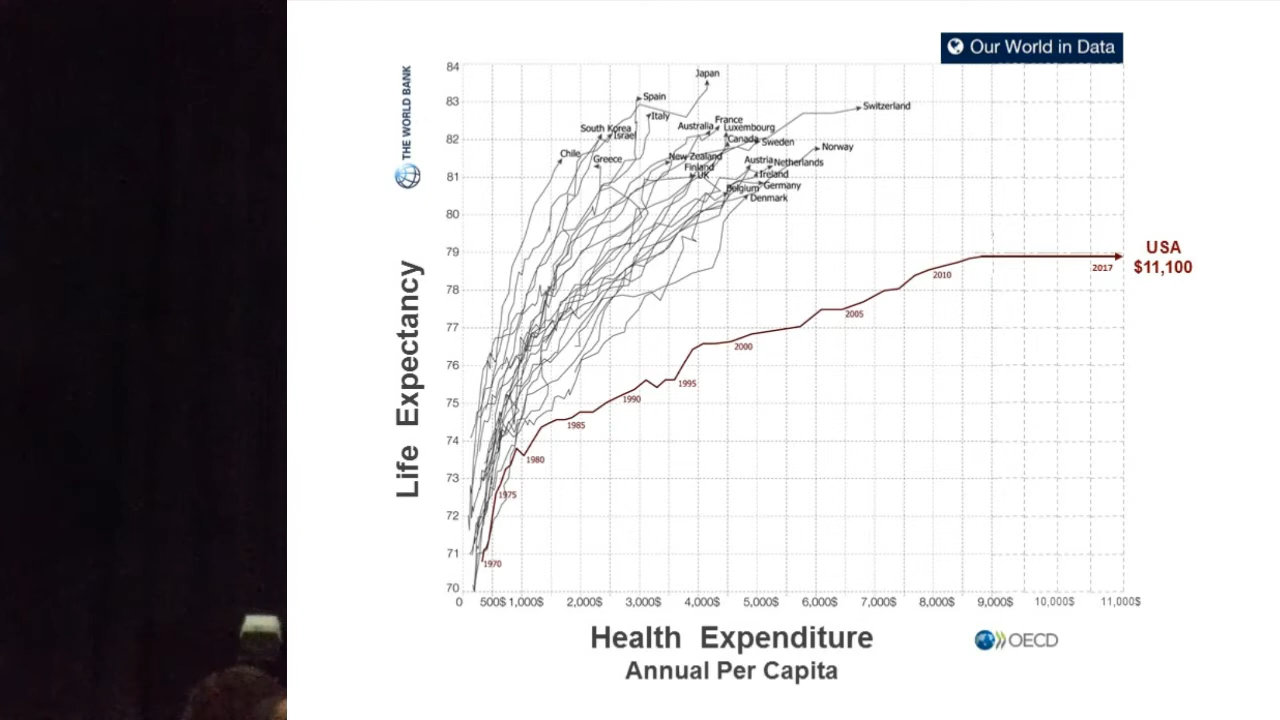 Our World in Data
THE WORLD BANK
Life Expectancy
84
83
82
81
80
79
78
77
76
75
74
73
72
71
70
Japan
Spain
Switzerland
Italy
France
South Korea
Australia
Luxembourg
Israel
Canada
Sweden
Norway
Chile
Greece
New Zealand
Austria
Netherlands
Finland
UK
Ireland
Belgium
Germany
Denmark
USA
$11,100
2017
2010
2005
2000
1995
1990
1985
1980
1975
1970
0 500$ 1,000$ 2,000$ 3,000$ 4,000$ 5,000$ 6,000$ 7,000$ 8,000$ 9,000$ 10,000$ 11,000$
Health Expenditure
Annual Per Capita
OECD